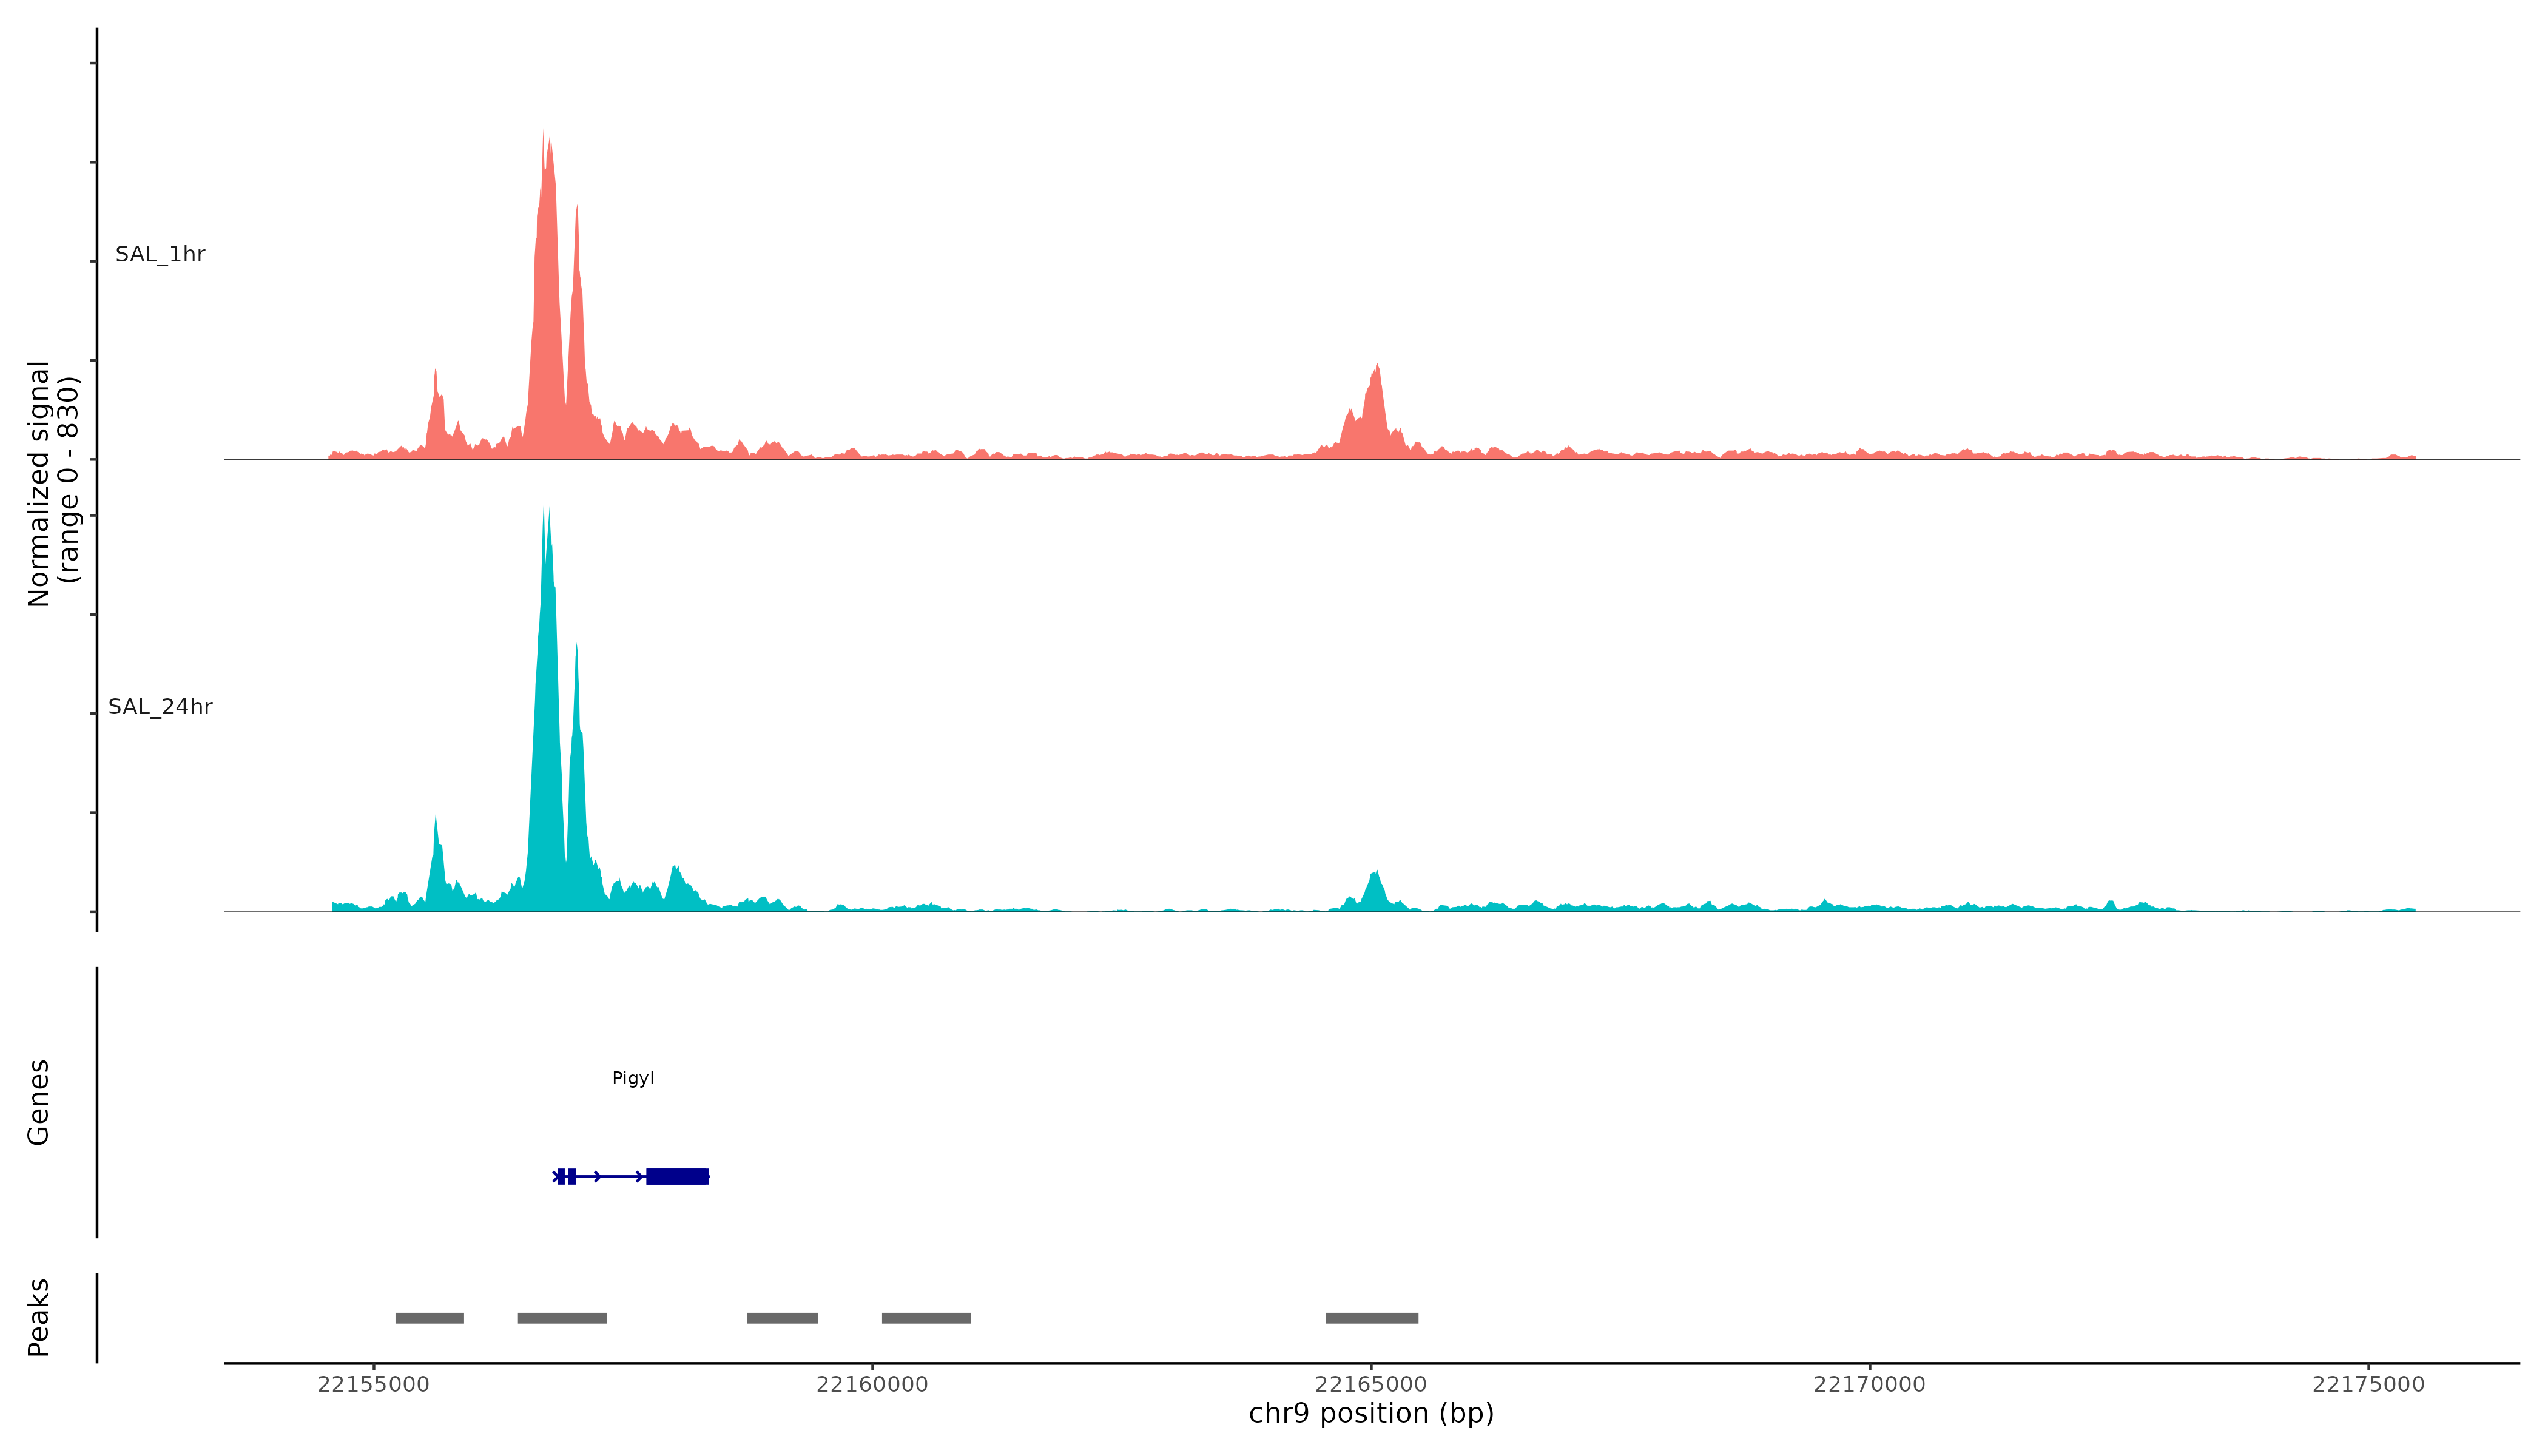 Normalized signal
(range 0 - 830)
SAL_1hr
SAL_24hr
Genes
Pigyl
Peaks
22155000 22160000 22165000 22170000 22175000
chr9 position (bp)